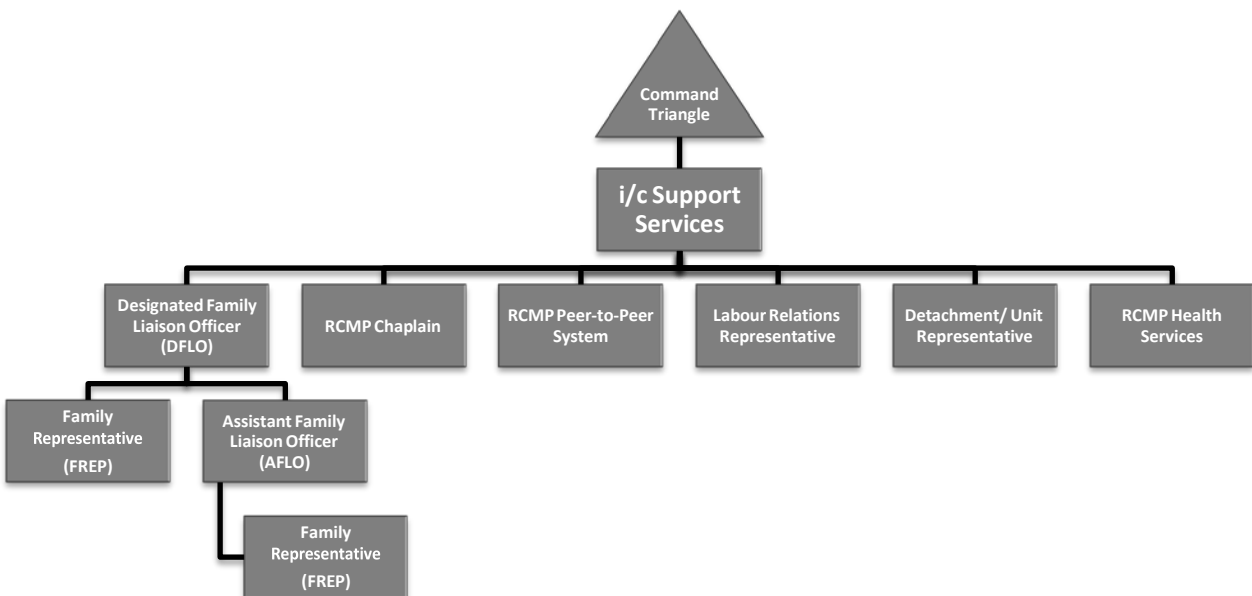 Command
Triangle
i/c Support
Services
Designated Family
Liaison Officer
(DFLO)
RCMP Chaplain
RCMP Peer-to-Peer
System
Labour Relations
Representative
Detachment/ Unit
Representative
RCMP Health
Services
Family
Representative
(FREP)
Assistant Family
Liaison Officer
(AFLO)
Family
Representative
(FREP)